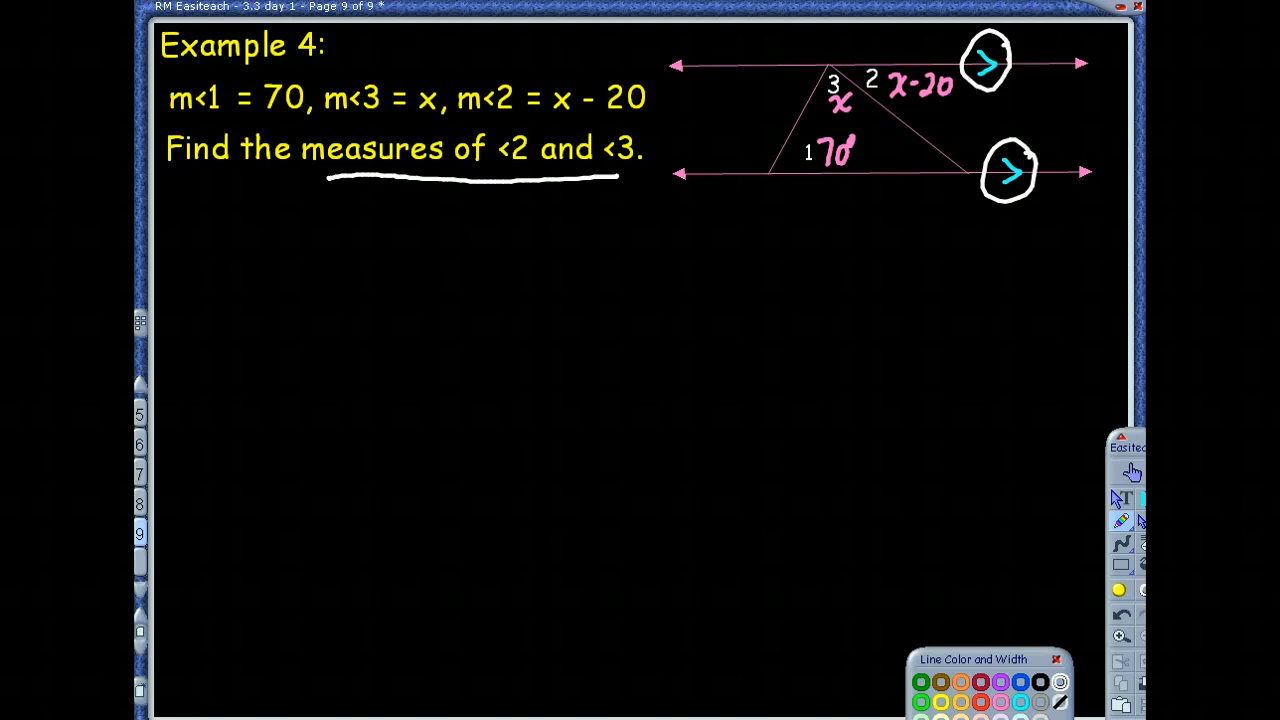 RM Easiteach - 3.3 day 1 - Page 9 of 9 *
Example 4:
m<1 = 70, m<3 = x, m<2 = x - 20
Find the measures of <2 and <3.
3 2 x-20
x
1 70°
>
>
5
6
7
8
9
Easiteac
T
Line Color and Width